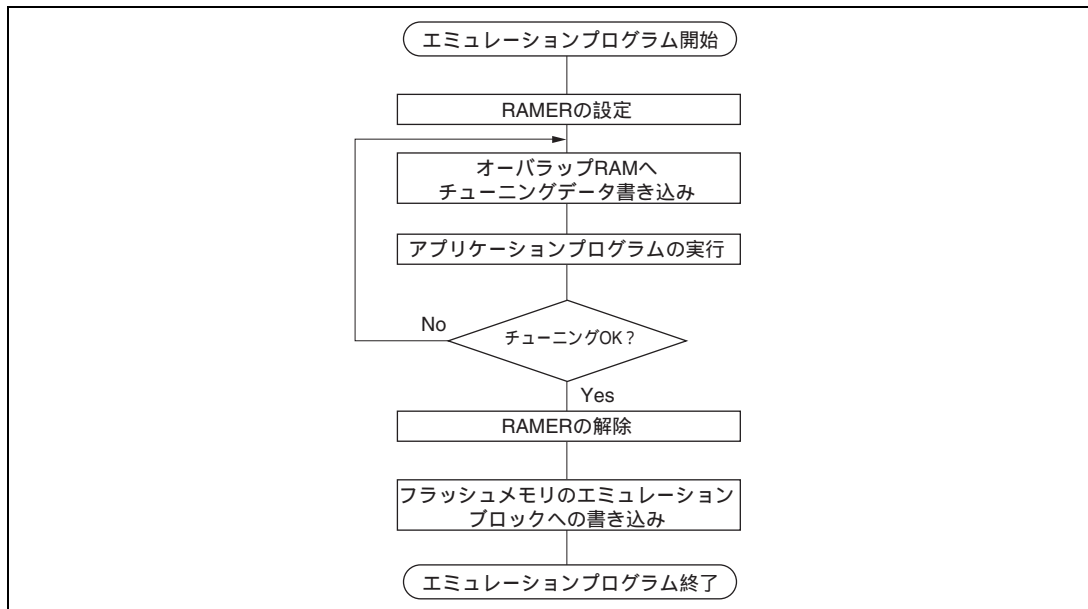 エミュレーションプログラム開始
RAMERの設定
オーバラップRAMへ
チューニングデータ書き込み
アプリケーションプログラムの実行
チューニングOK？
No
Yes
RAMERの解除
フラッシュメモリのエミュレーション
ブロックへの書き込み
エミュレーションプログラム終了